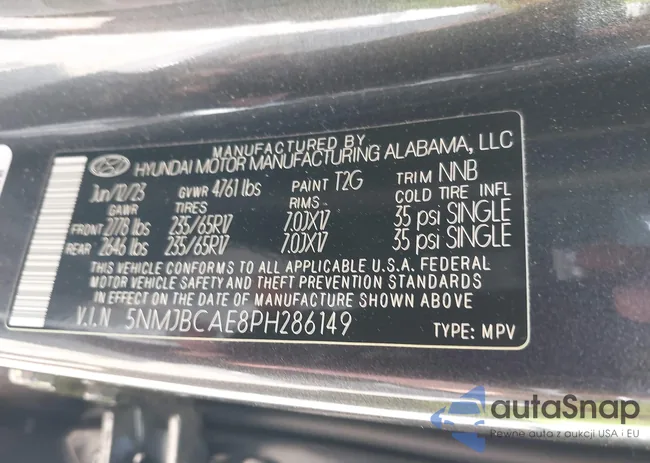 MANUFACTURED BY
HYUNDAI MOTOR MANUFACTURING ALABAMA, LLC
Jun/10/23 GVWR 4761 lbs PAINT T2G TRIM NNB
GAWR TIRES RIMS COLD TIRE INFL
FRONT 2778 lbs 235/65R17 7.0JX17 35 psi SINGLE
REAR 2646 lbs 235/65R17 7.0JX17 35 psi SINGLE
THIS VEHICLE CONFORMS TO ALL APPLICABLE U.S.A. FEDERAL
MOTOR VEHICLE SAFETY AND THEFT PREVENTION STANDARDS
IN EFFECT ON THE DATE OF MANUFACTURE SHOWN ABOVE
V.I.N 5NMJBCAE8PH286149 TYPE: MPV
autaSnap
Pewne auta z aukcji USA i EU